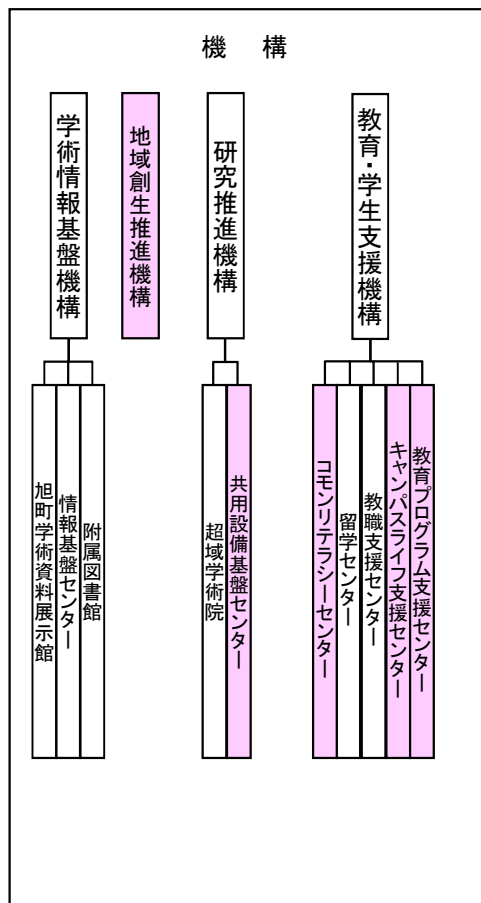 機 構
教育・学生支援機構
教育プログラム支援センター
キャンパスライフ支援センター
教職支援センター
留学センター
コモンリテラシーセンター
研究推進機構
共用設備基盤センター
超域学術院
地域創生推進機構
学術情報基盤機構
附属図書館
情報基盤センター
旭町学術資料展示館